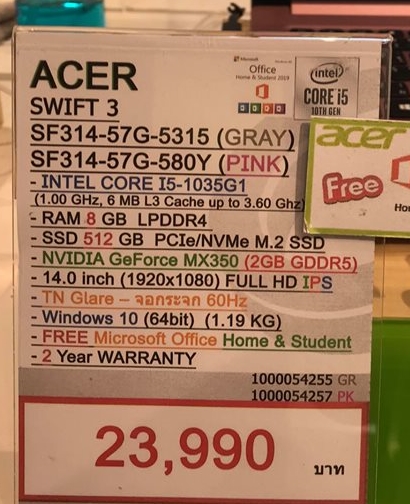 ACER
SWIFT 3
SF314-57G-5315 (GRAY)
SF314-57G-580Y (PINK)
Microsoft
Office
Home & Student 2019
intel
CORE i5
10TH GEN
- INTEL CORE I5-1035G1
(1.00 GHz, 6 MB L3 Cache up to 3.60 Ghz)
- RAM 8 GB LPDDR4
- SSD 512 GB PCIe/NVMe M.2 SSD
- NVIDIA GeForce MX350 (2GB GDDR5)
- 14.0 inch (1920x1080) FULL HD IPS
- TN Glare – จอกระจก 60Hz
- Windows 10 (64bit) (1.19 KG)
- FREE Microsoft Office Home & Student
- 2 Year WARRANTY
1000054255 GR
1000054257 PK
23,990
บาท
acer
Free